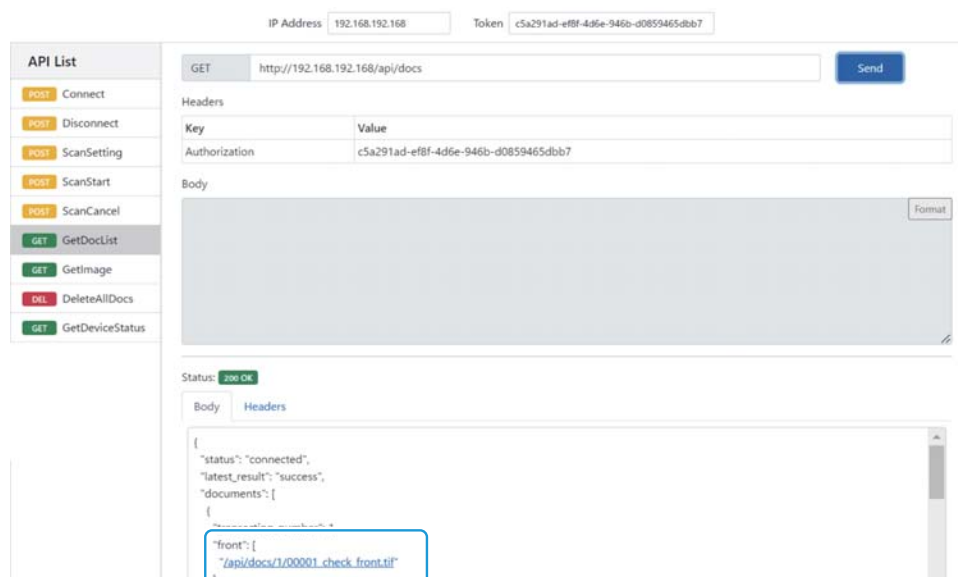 IP Address 192.168.192.168 Token c5a291ad-ef8f-4d6e-946b-d0859465dbb7
API List
POST Connect
POST Disconnect
POST ScanSetting
POST ScanStart
POST ScanCancel
GET GetDocList
GET GetImage
DEL DeleteAllDocs
GET GetDeviceStatus
GET http://192.168.192.168/api/docs Send
Headers
Key Value
Authorization c5a291ad-ef8f-4d6e-946b-d0859465dbb7
Body
Format
Status: 200 OK
Body Headers
{
"status": "connected",
"latest_result": "success",
"documents": [
{
"front": [
"/api/docs/1/00001_check_front.tif"